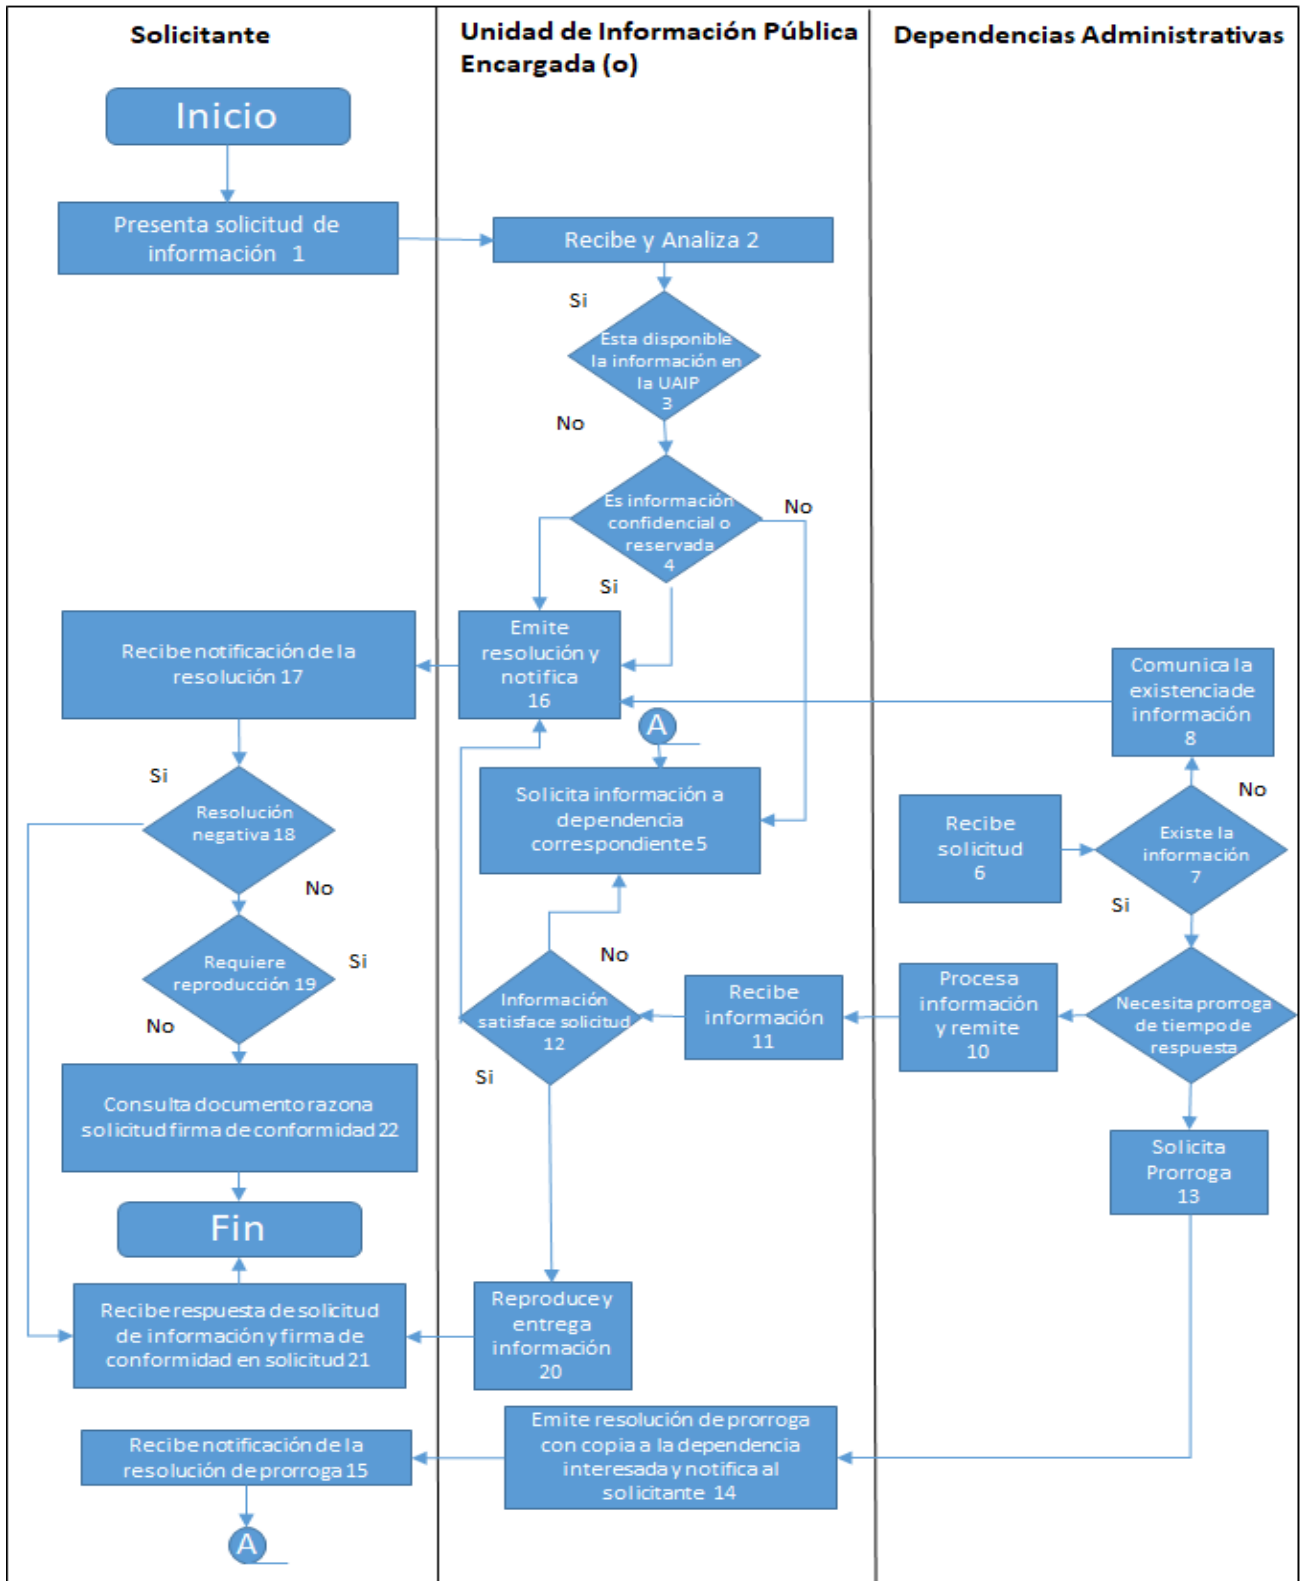 Solicitante
Unidad de Información Pública
Encargada (o)
Dependencias Administrativas
Inicio
Presenta solicitud de
información 1
Recibe y Analiza 2
Si
Esta disponible
la información en
la UAIP
3
No
Es información
confidencial o
reservada
4
No
Si
Emite
resolución y
notifica
16
Recibe notificación de la
resolución 17
Comunica la
existencia de
información
8
A
Si
Resolución
negativa 18
No
Solicita información a
dependencia
correspondiente 5
Recibe
solicitud
6
No
Existe la
información
7
Si
Requiere
reproducción 19
Si
No
No
Información
satisface solicitud
12
Si
Recibe
información
11
Procesa
información
y remite
10
Necesita prorroga
de tiempo de
respuesta
Consulta documento razona
solicitud firma de conformidad 22
Solicita
Prorroga
13
Fin
Recibe respuesta de solicitud
de información y firma de
conformidad en solicitud 21
Reproduce y
entrega
información
20
Recibe notificación de la
resolución de prorroga 15
Emite resolución de prorroga
con copia a la dependencia
interesada y notifica al
solicitante 14
A